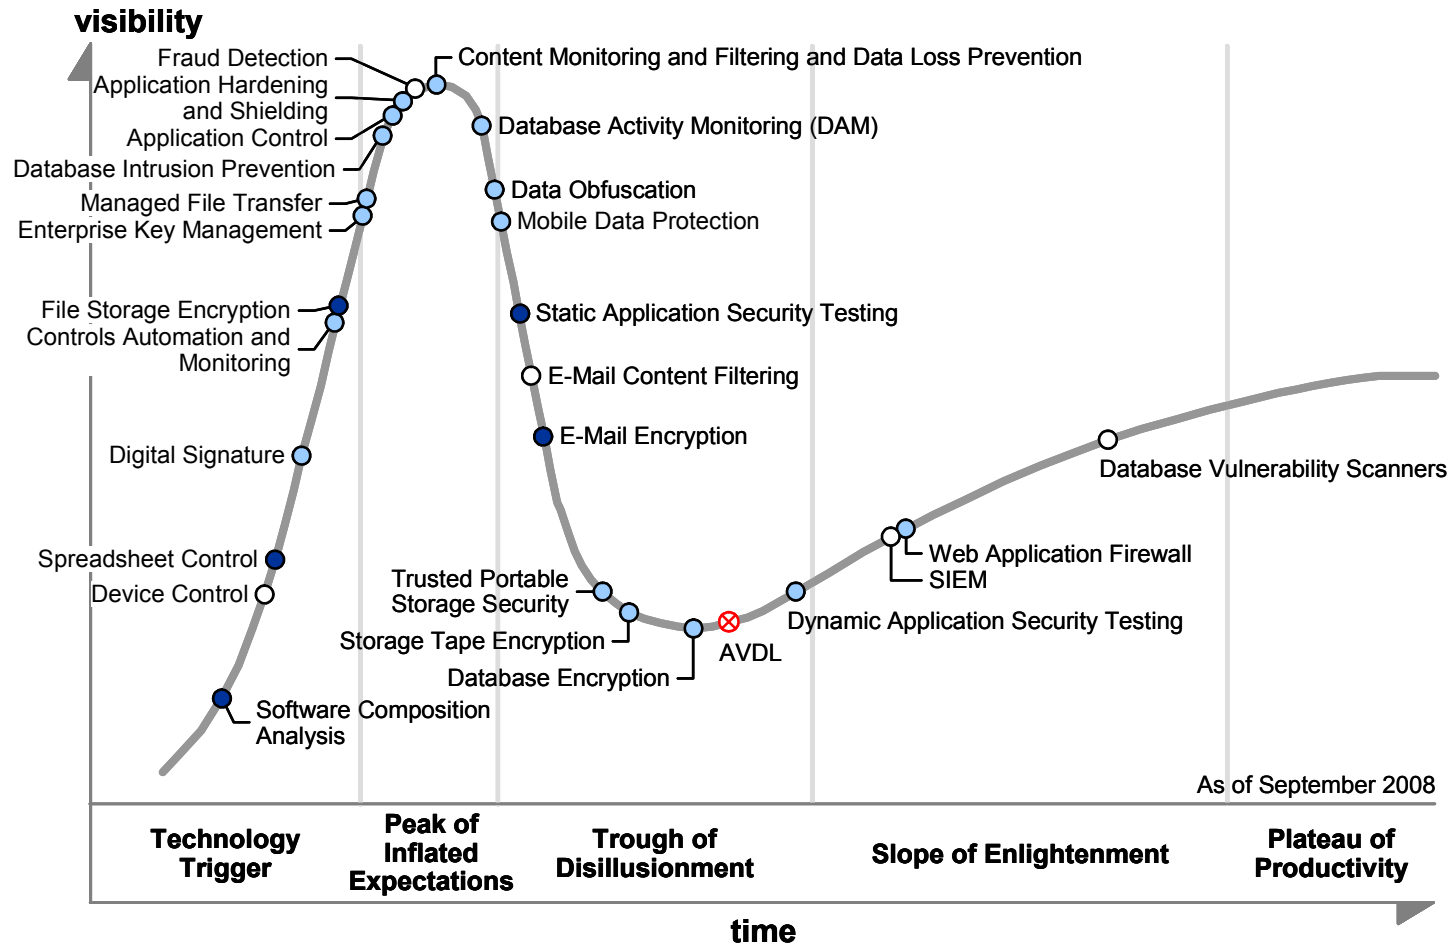 visibility
Fraud Detection
Content Monitoring and Filtering and Data Loss Prevention
Application Hardening
and Shielding
Application Control
Database Activity Monitoring (DAM)
Database Intrusion Prevention
Data Obfuscation
Managed File Transfer
Mobile Data Protection
Enterprise Key Management
File Storage Encryption
Static Application Security Testing
Controls Automation and
Monitoring
E-Mail Content Filtering
E-Mail Encryption
Digital Signature
Database Vulnerability Scanners
Spreadsheet Control
Web Application Firewall
SIEM
Device Control
Trusted Portable
Storage Security
Dynamic Application Security Testing
Storage Tape Encryption
AVDL
Database Encryption
Software Composition
Analysis
As of September 2008
Technology
Trigger
Peak of
Inflated
Expectations
Trough of
Disillusionment
Slope of Enlightenment
Plateau of
Productivity
time